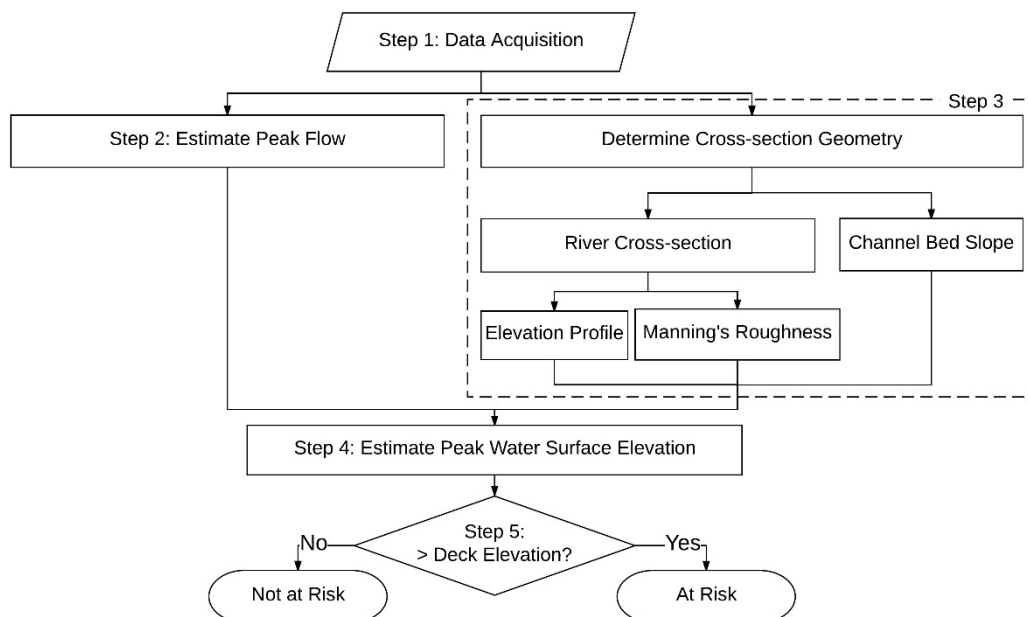 Step 1: Data Acquisition
Step 3
Step 2: Estimate Peak Flow
Determine Cross-section Geometry
River Cross-section
Channel Bed Slope
Elevation Profile
Manning's Roughness
Step 4: Estimate Peak Water Surface Elevation
Step 5:
> Deck Elevation?
No
Yes
Not at Risk
At Risk